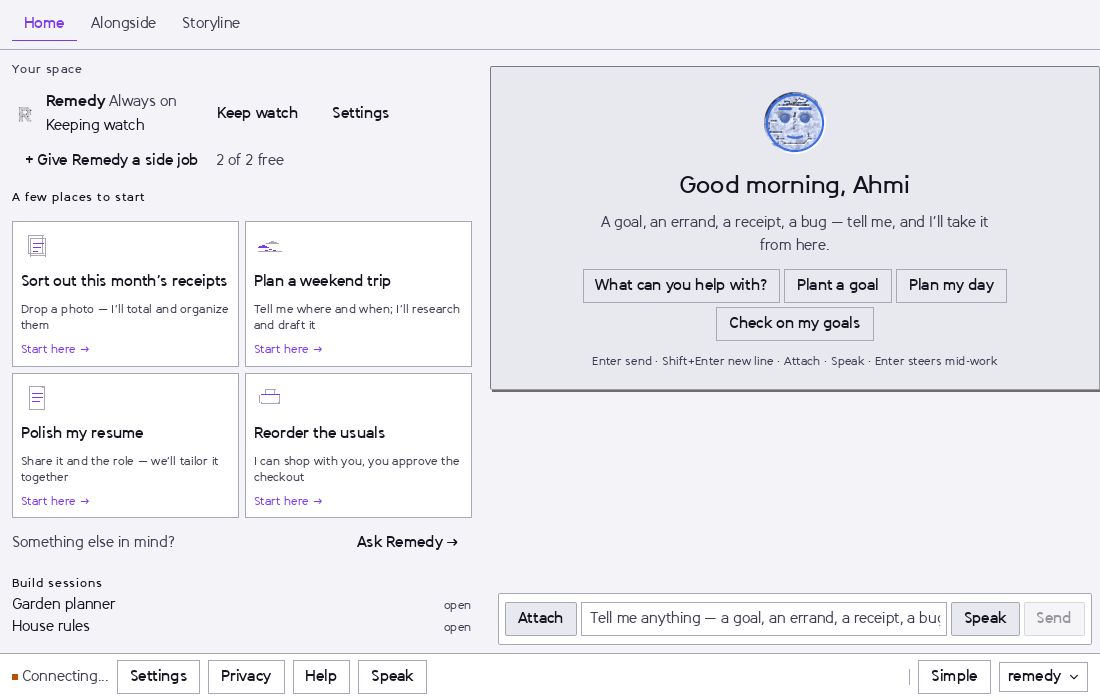 Home Alongside Storyline
Your space
Remedy Always on
Keeping watch
Keep watch Settings
+ Give Remedy a side job 2 of 2 free
A few places to start
Sort out this month's receipts
Drop a photo — I'll total and organize
them
Start here →
Plan a weekend trip
Tell me where and when; I'll research
and draft it
Start here →
Polish my resume
Share it and the role — we'll tailor it
together
Start here →
Reorder the usuals
I can shop with you, you approve the
checkout
Start here →
Something else in mind? Ask Remedy →
Build sessions
Garden planner open
House rules open
Good morning, Ahmi
A goal, an errand, a receipt, a bug — tell me, and I'll take it
from here.
What can you help with? Plant a goal Plan my day
Check on my goals
Enter send · Shift+Enter new line · Attach · Speak · Enter steers mid-work
Attach Tell me anything — a goal, an errand, a receipt, a bug Speak Send
Connecting... Settings Privacy Help Speak Simple remedy